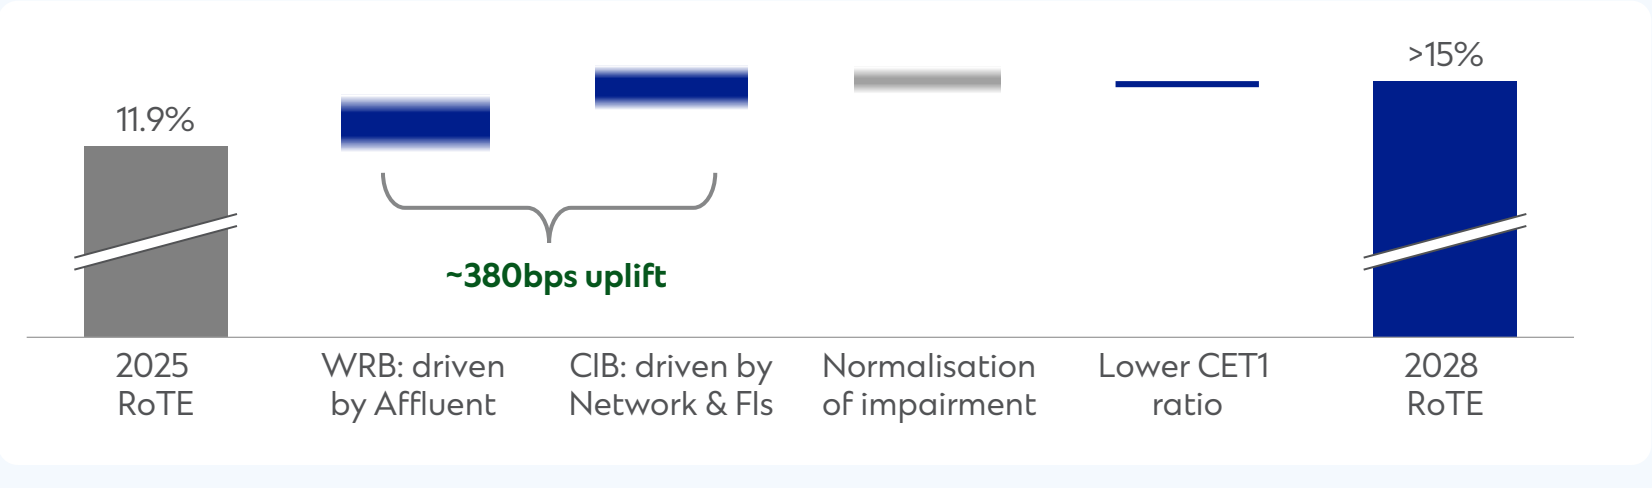 11.9%
>15%
~380bps uplift
2025
RoTE
WRB: driven
by Affluent
CIB: driven by
Network & FIs
Normalisation
of impairment
Lower CET1
ratio
2028
RoTE